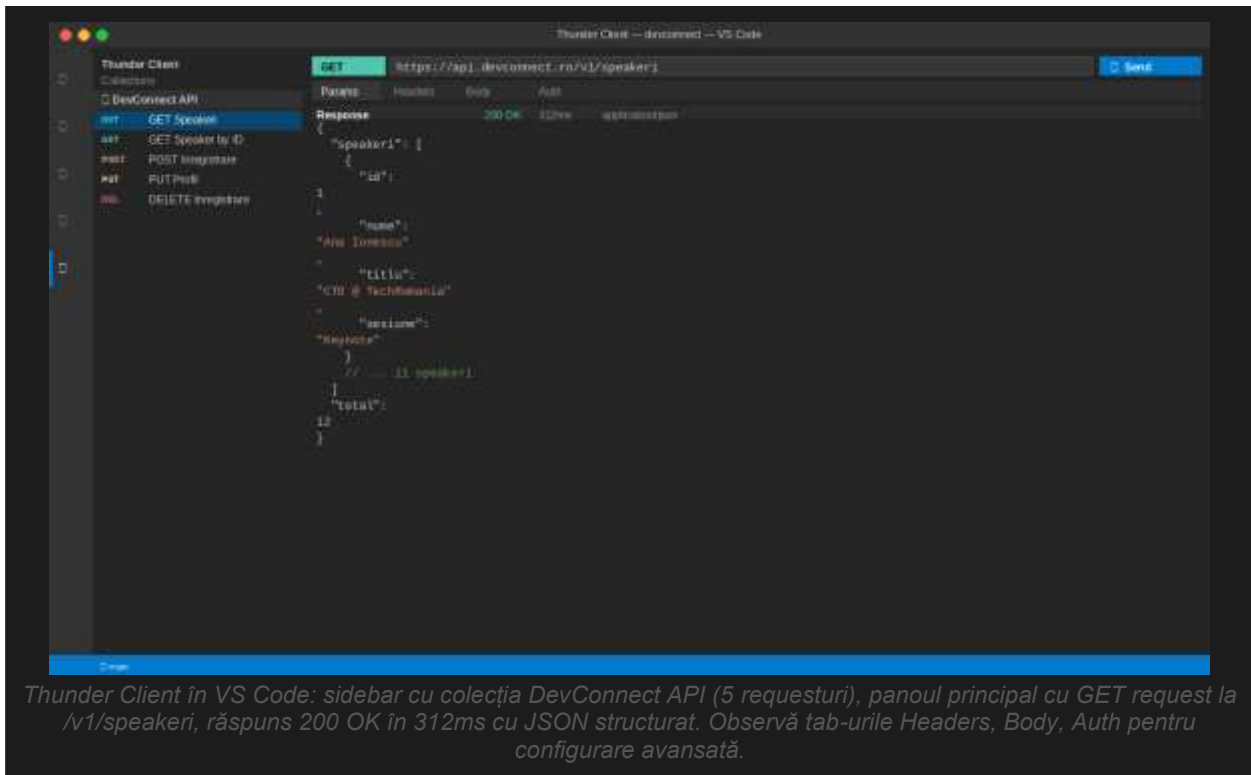 Thunder Client — devconnect — VS Code
Thunder Client
Collections
DevConnect API
GET GET Speakeri
GET GET Speaker by ID
POST POST Inregistrare
PUT PUT Profil
DEL DELETE Inregistrare
GET https://api.devconnect.ro/v1/speakeri Send
Params Headers Body Auth
Response 200 OK 312ms application/json
{
"speakeri": [
{
"id":
1
,
"nume":
"Ana Ionescu"
,
"titlu":
"CTO @ TechRomania"
,
"sesiune":
"Keynote"
}
// ... 11 speakeri
]
"total":
12
}
main
Thunder Client în VS Code: sidebar cu colecția DevConnect API (5 requesturi), panoul principal cu GET request la
/v1/speakeri, răspuns 200 OK în 312ms cu JSON structurat. Observă tab-urile Headers, Body, Auth pentru
configurare avansată.